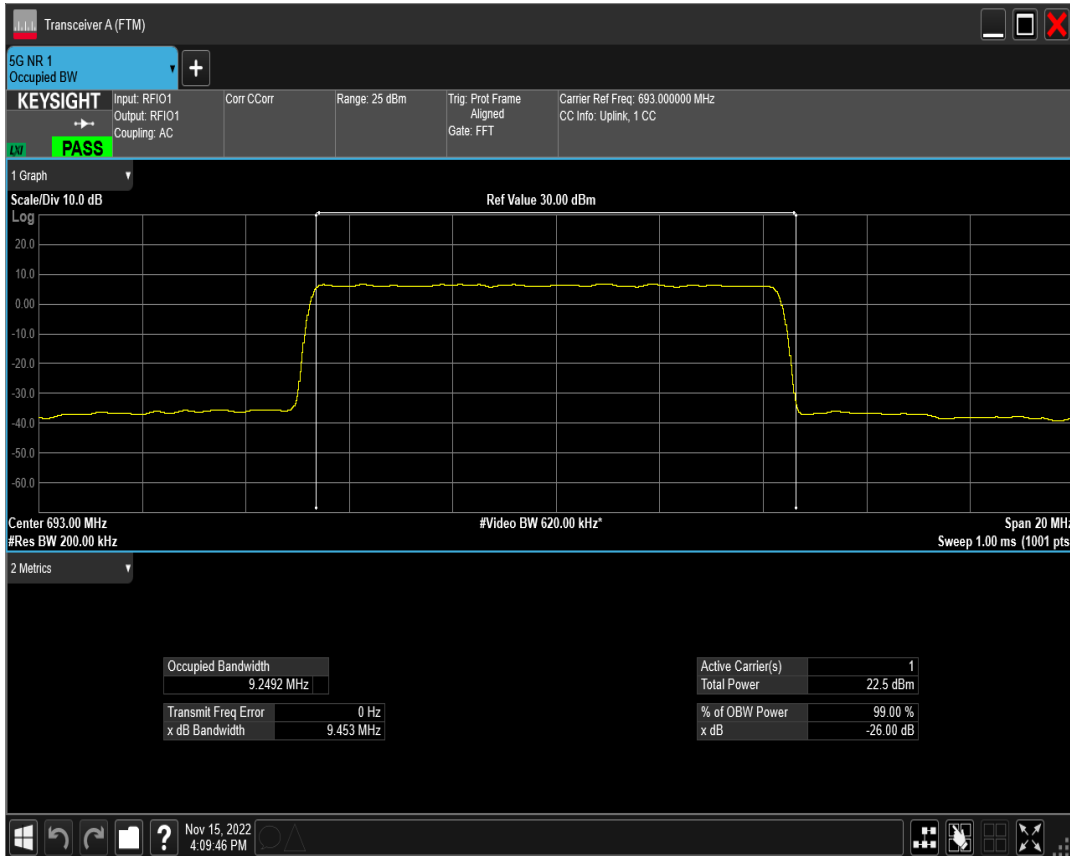 Transceiver A (FTM)
5G NR 1
Occupied BW
+
KEYSIGHT
Input: RFIO1
Output: RFIO1
Coupling: AC
Corr CCorr
Range: 25 dBm
Trig: Prot Frame
Aligned
Gate: FFT
Carrier Ref Freq: 693.000000 MHz
CC Info: Uplink, 1 CC
LXI
PASS
1 Graph
Scale/Div 10.0 dB
Ref Value 30.00 dBm
Log
20.0
10.0
0.00
-10.0
-20.0
-30.0
-40.0
-50.0
-60.0
Center 693.00 MHz
#Video BW 620.00 kHz*
Span 20 MHz
#Res BW 200.00 kHz
Sweep 1.00 ms (1001 pts
2 Metrics
Occupied Bandwidth
9.2492 MHz
Transmit Freq Error 0 Hz
x dB Bandwidth 9.453 MHz
Active Carrier(s) 1
Total Power 22.5 dBm
% of OBW Power 99.00 %
x dB -26.00 dB
?
Nov 15, 2022
4:09:46 PM